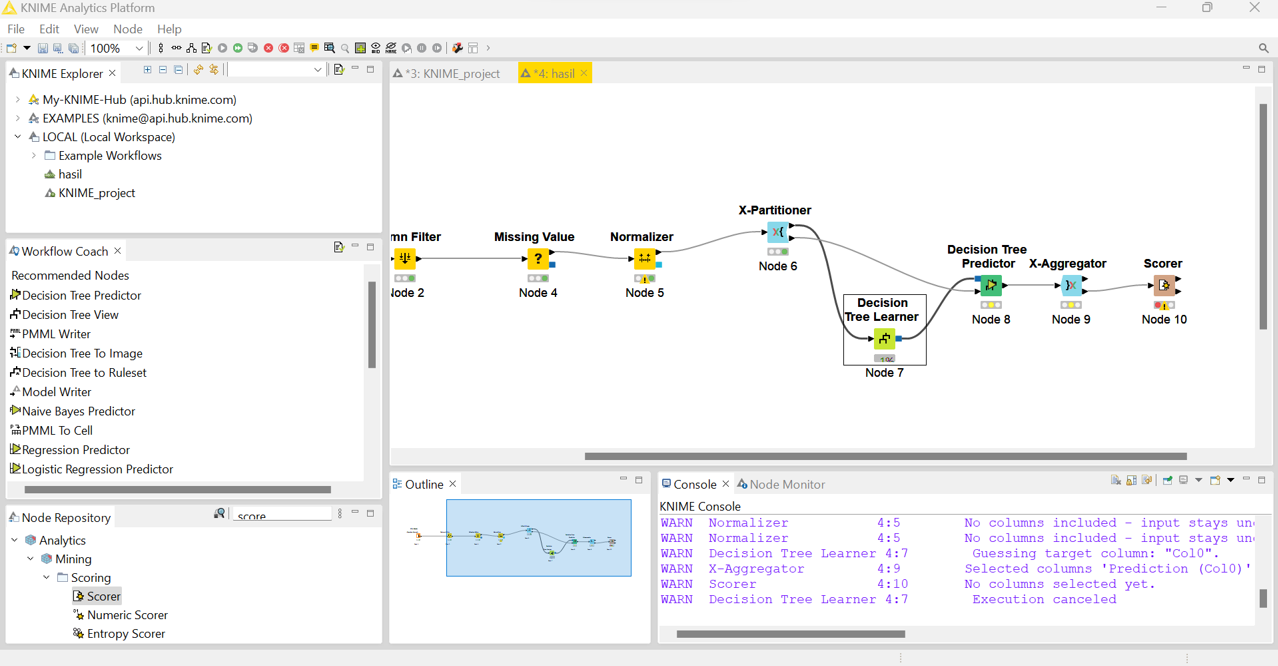 KNIME Analytics Platform
File Edit View Node Help
100%
KNIME Explorer
My-KNIME-Hub (api.hub.knime.com)
EXAMPLES (knime@api.hub.knime.com)
LOCAL (Local Workspace)
Example Workflows
hasil
KNIME_project
Workflow Coach
Recommended Nodes
Decision Tree Predictor
Decision Tree View
PMML Writer
Decision Tree To Image
Decision Tree to Ruleset
Model Writer
Naive Bayes Predictor
PMML To Cell
Regression Predictor
Logistic Regression Predictor
Node Repository
score
Analytics
Mining
Scoring
Scorer
Numeric Scorer
Entropy Scorer
*3: KNIME_project
*4: hasil
mn Filter
Node 2
Missing Value
Node 4
Normalizer
Node 5
X-Partitioner
Node 6
Decision
Tree Learner
1%
Node 7
Decision Tree
Predictor
Node 8
X-Aggregator
Node 9
Scorer
Node 10
Outline
Console
Node Monitor
KNIME Console
WARN Normalizer 4:5 No columns included - input stays un
WARN Normalizer 4:5 No columns included - input stays un
WARN Decision Tree Learner 4:7 Guessing target column: "Col0".
WARN X-Aggregator 4:9 Selected columns 'Prediction (Col0)'
WARN Scorer 4:10 No columns selected yet.
WARN Decision Tree Learner 4:7 Execution canceled